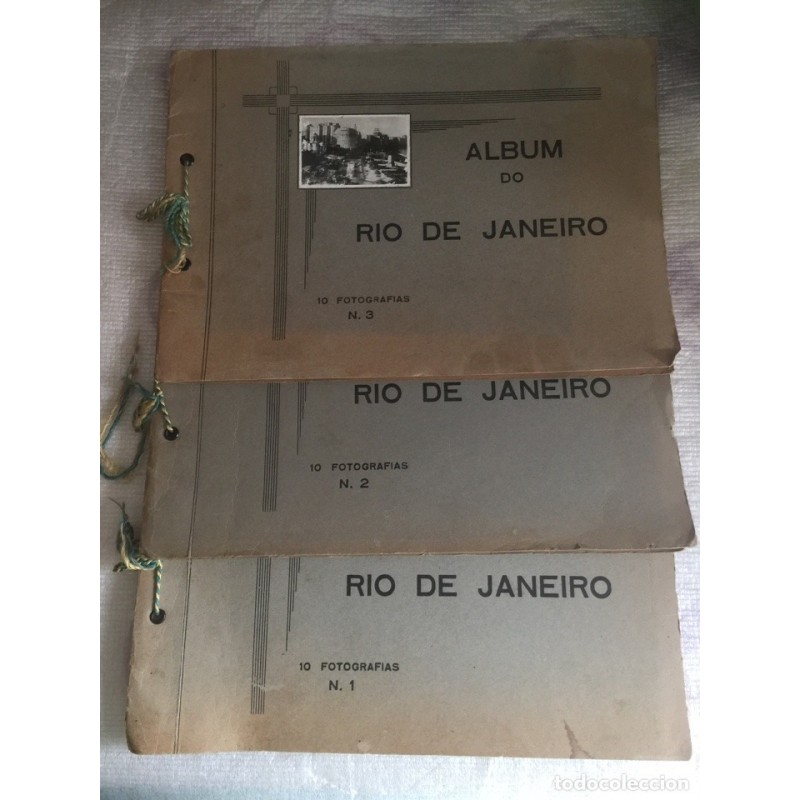 ALBUM
DO
RIO DE JANEIRO
10 FOTOGRAFIAS
N. 3
RIO DE JANEIRO
10 FOTOGRAFIAS
N. 2
RIO DE JANEIRO
10 FOTOGRAFIAS
N. 1
todocoleccion